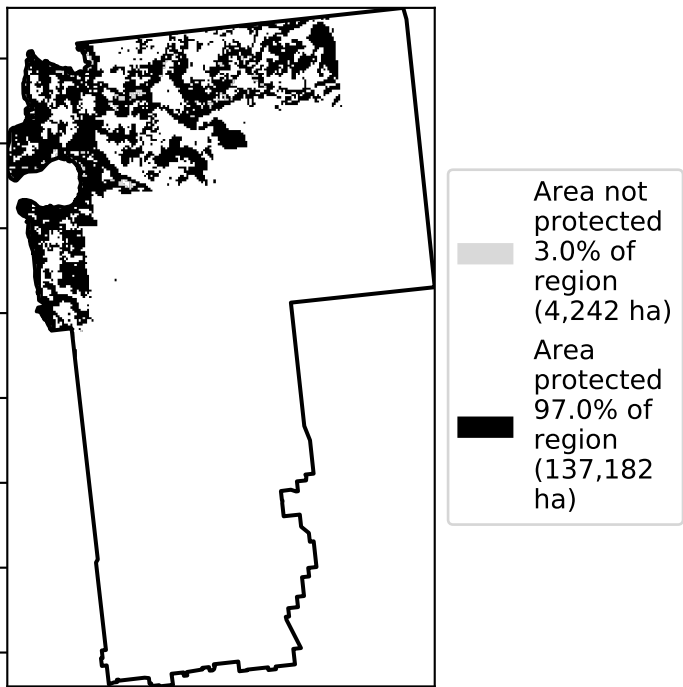 Area not
protected
3.0% of
region
(4,242 ha)
Area
protected
97.0% of
region
(137,182
ha)